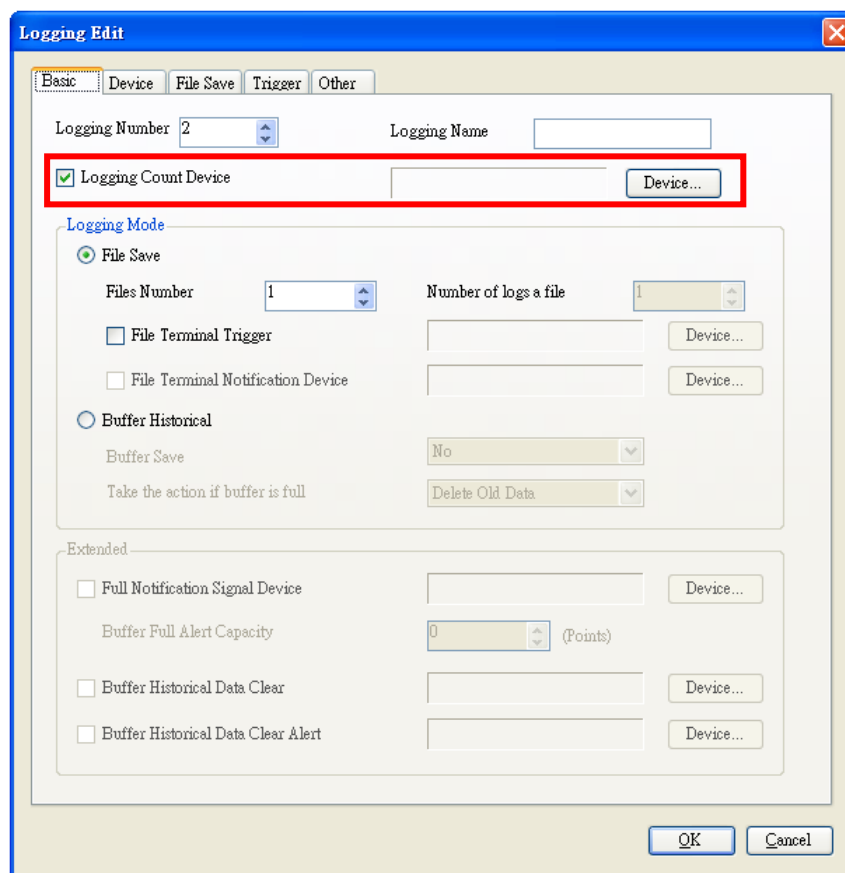 Logging Edit
Basic Device File Save Trigger Other
Logging Number 2 Logging Name
Logging Count Device Device...
Logging Mode
File Save
Files Number 1 Number of logs a file 1
File Terminal Trigger Device...
File Terminal Notification Device Device...
Buffer Historical
Buffer Save No
Take the action if buffer is full Delete Old Data
Extended
Full Notification Signal Device Device...
Buffer Full Alert Capacity 0 (Points)
Buffer Historical Data Clear Device...
Buffer Historical Data Clear Alert Device...
OK Cancel